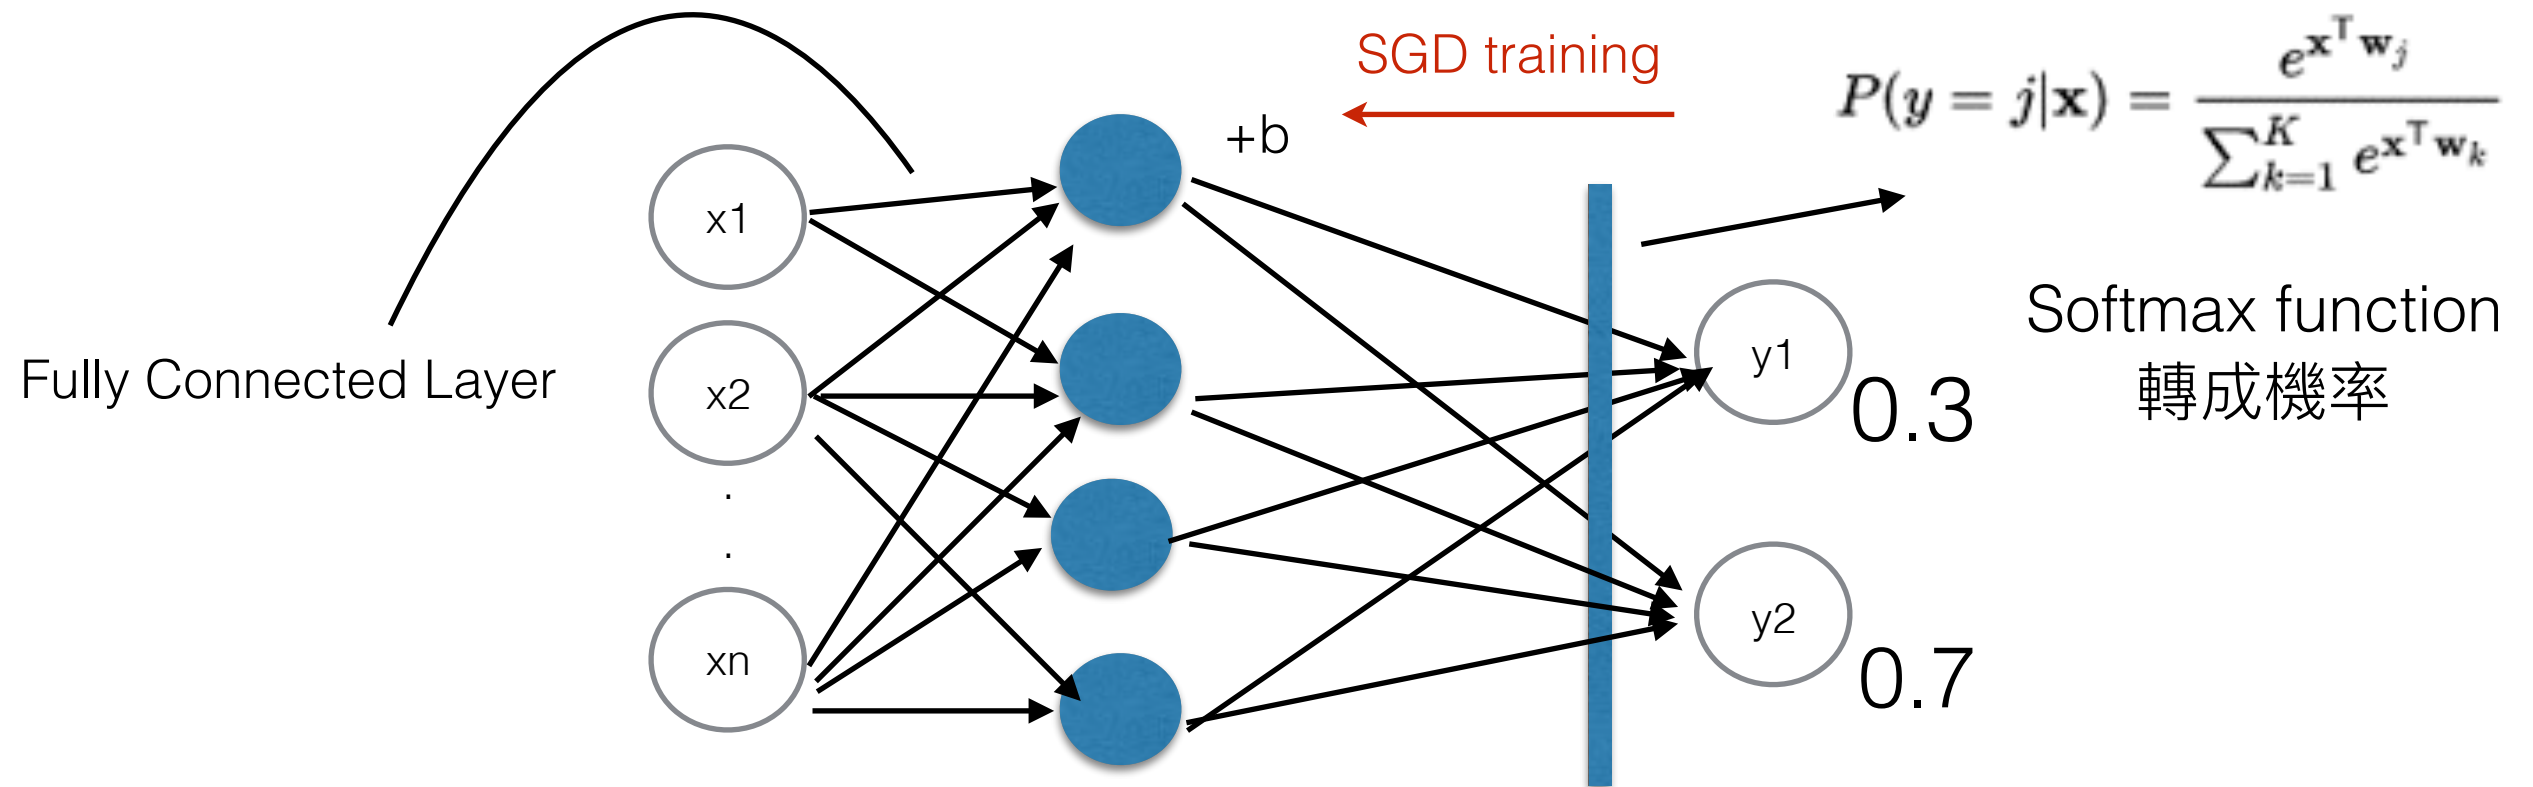 SGD training
P(y = j|𝐱) = e^{𝐱^⊤𝐰_j} / ∑_{k=1}^{K} e^{𝐱^⊤𝐰_k}
+b
x1
x2
.
.
xn
Fully Connected Layer
y1
0.3
y2
0.7
Softmax function
轉成機率